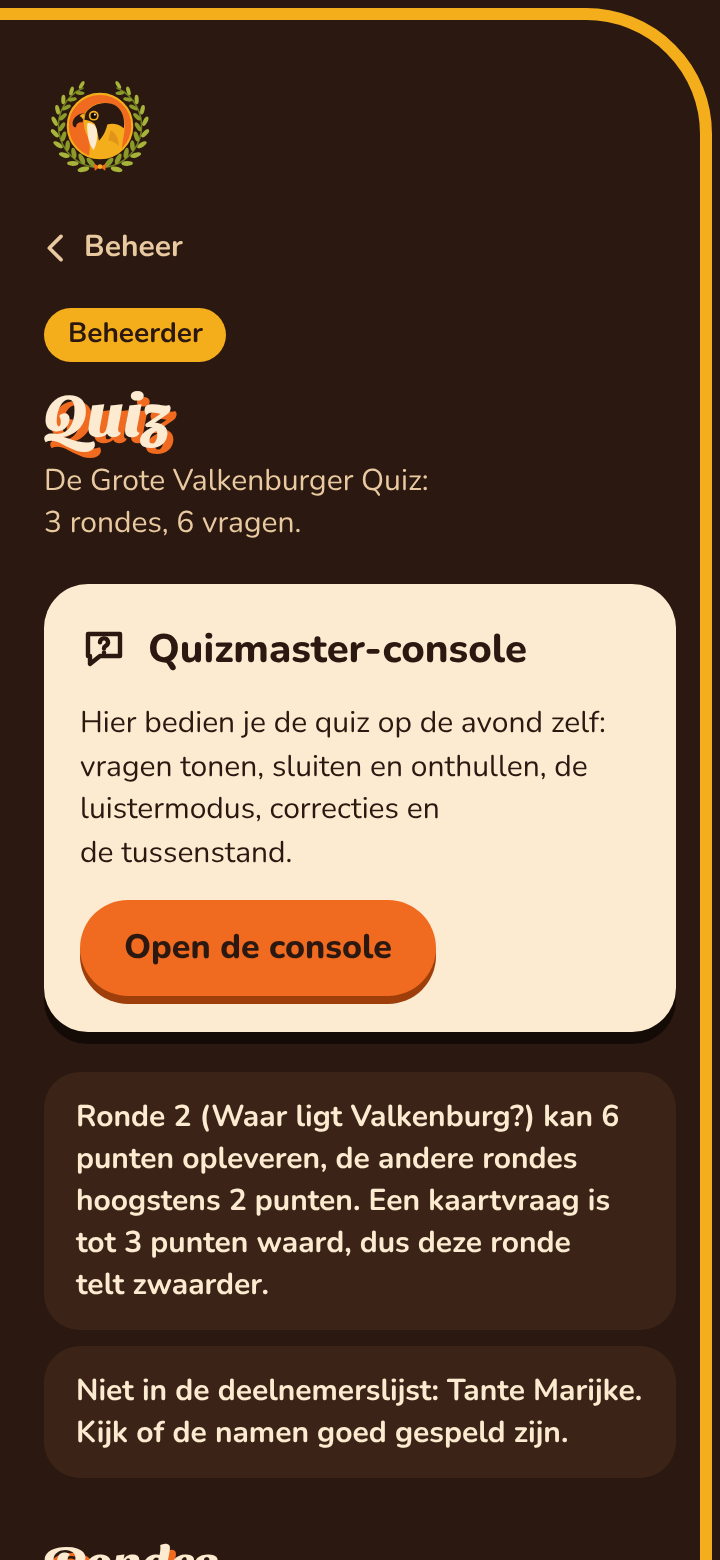 Beheer
Beheerder
Quiz
De Grote Valkenburger Quiz:
3 rondes, 6 vragen.
Quizmaster-console
Hier bedien je de quiz op de avond zelf:
vragen tonen, sluiten en onthullen, de
luistermodus, correcties en
de tussenstand.
Open de console
Ronde 2 (Waar ligt Valkenburg?) kan 6
punten opleveren, de andere rondes
hoogstens 2 punten. Een kaartvraag is
tot 3 punten waard, dus deze ronde
telt zwaarder.
Niet in de deelnemerslijst: Tante Marijke.
Kijk of de namen goed gespeld zijn.